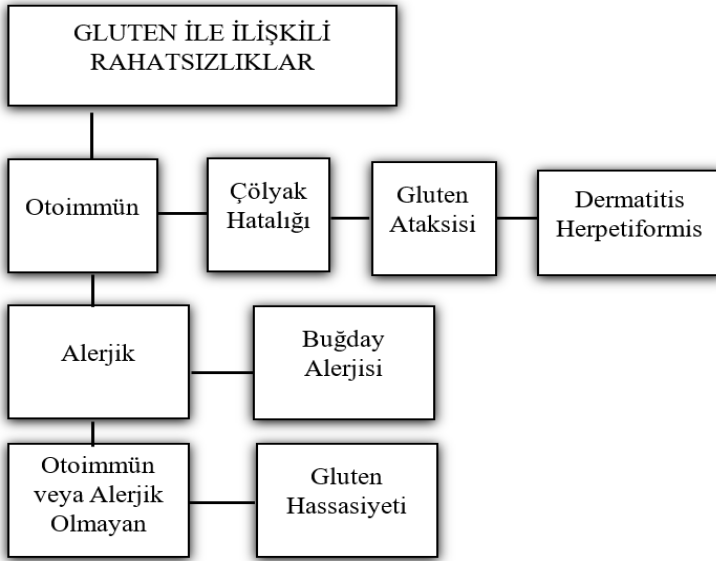 GLUTEN İLE İLİŞKİLİ
RAHATSIZLIKLAR
Otoimmün
Çölyak
Hatalığı
Gluten
Ataksisi
Dermatitis
Herpetiformis
Alerjik
Buğday
Alerjisi
Otoimmün
veya Alerjik
Olmayan
Gluten
Hassasiyeti